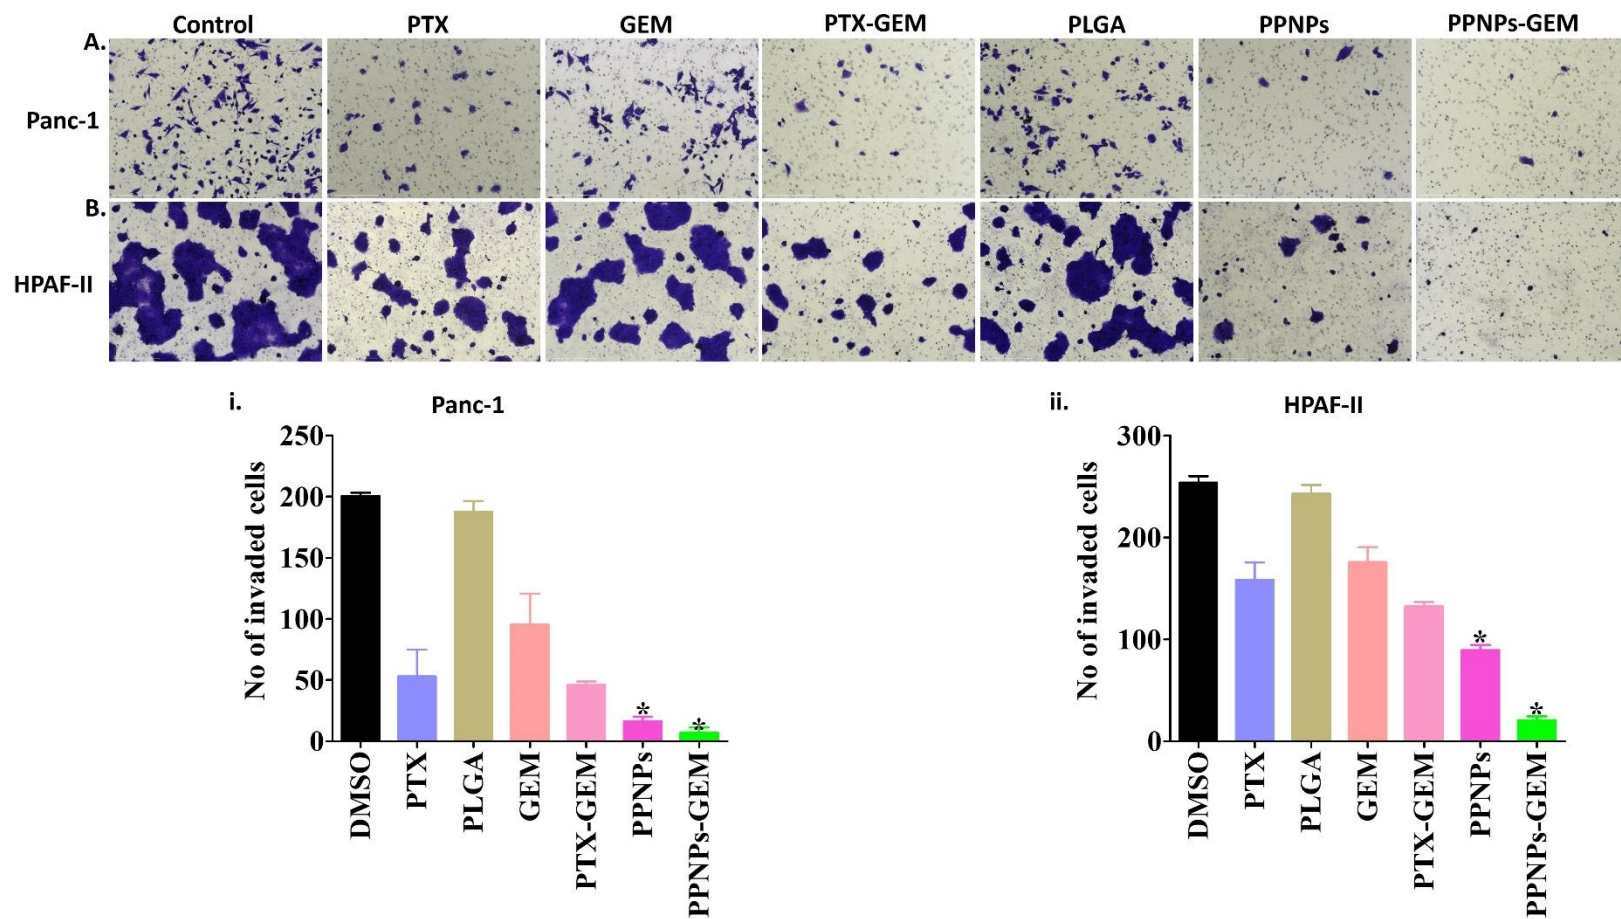 Control PTX GEM PTX-GEM PLGA PPNPs PPNPs-GEM
A.
Panc-1
B.
HPAF-II
i. Panc-1
No of invaded cells
250
200
150
100
50
0
DMSO PTX PLGA GEM PTX-GEM PPNPs PPNPs-GEM
* *
ii. HPAF-II
No of invaded cells
300
200
100
0
DMSO PTX PLGA GEM PTX-GEM PPNPs PPNPs-GEM
* *